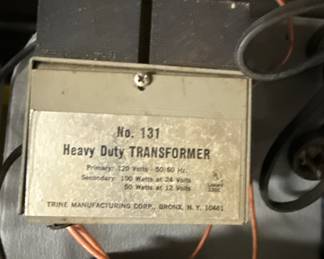 No. 131
Heavy Duty TRANSFORMER
Primary: 120 Volts - 50/60 Hz.
Secondary: 100 Watts at 24 Volts
50 Watts at 12 Volts
TRINE MANUFACTURING CORP., BRONX, N. Y. 10461